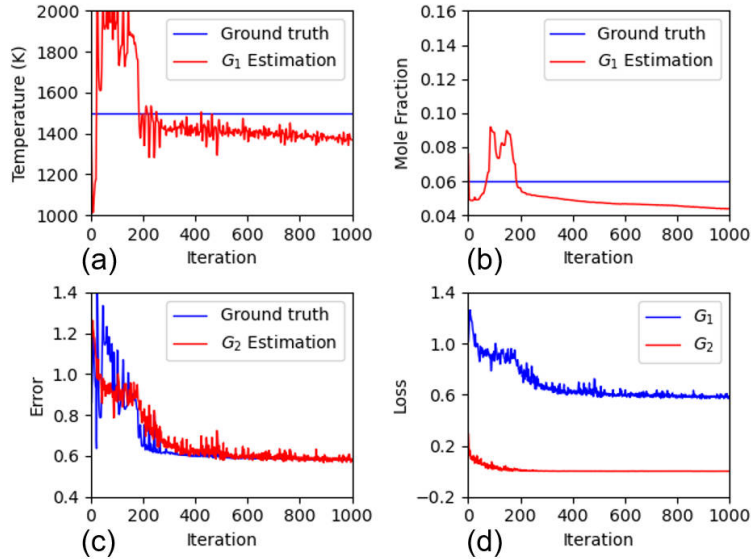 2000
1800
1600
1400
1200
1000
Temperature (K)
Ground truth
G₁ Estimation
0 200 400 600 800 1000
Iteration
(a)
0.16
0.14
0.12
0.10
0.08
0.06
0.04
Mole Fraction
Ground truth
G₁ Estimation
0 200 400 600 800 1000
Iteration
(b)
1.4
1.2
1.0
0.8
0.6
0.4
Error
Ground truth
G₂ Estimation
0 200 400 600 800 1000
Iteration
(c)
1.4
1.0
0.6
0.2
−0.2
Loss
G₁
G₂
0 200 400 600 800 1000
Iteration
(d)